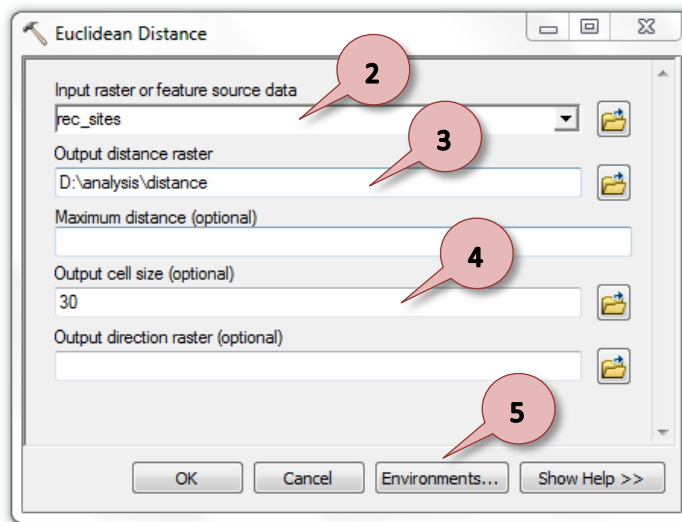 Euclidean Distance
2
Input raster or feature source data
rec_sites
3
Output distance raster
D:\analysis\distance
Maximum distance (optional)
4
Output cell size (optional)
30
Output direction raster (optional)
5
OK Cancel Environments... Show Help >>